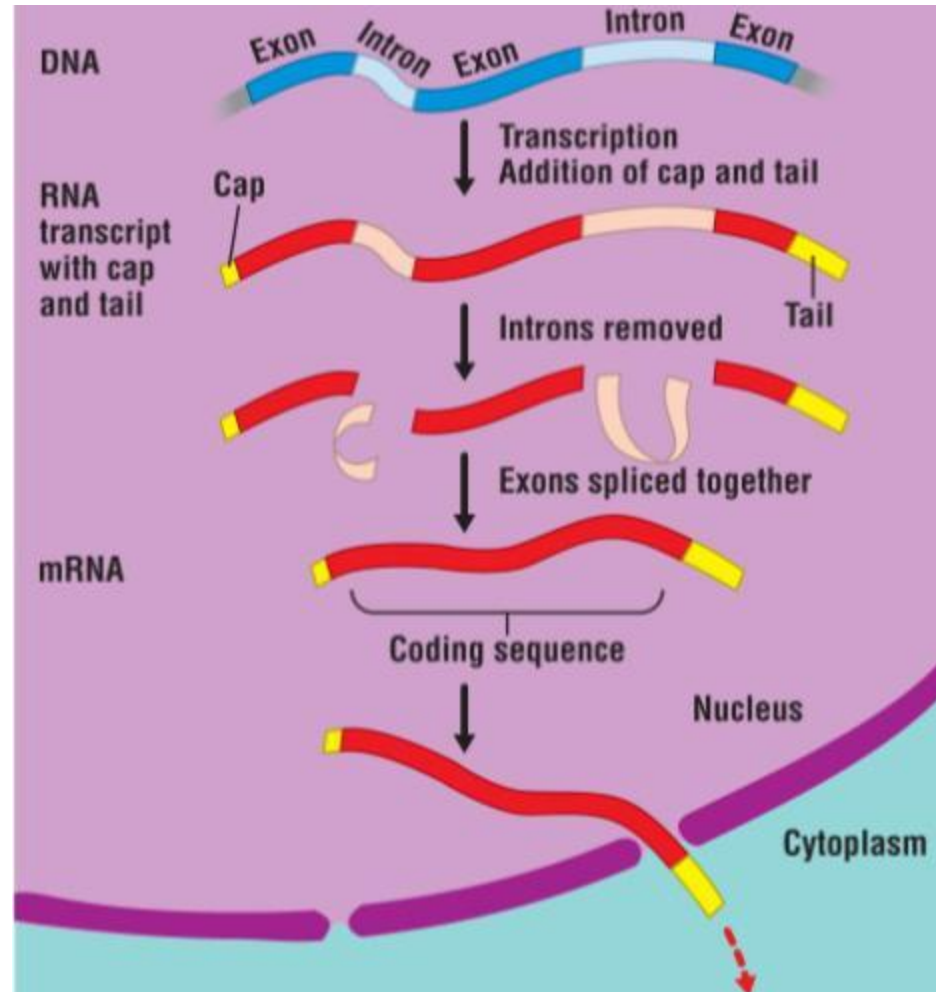 DNA
Exon
Intron
Exon
Intron
Exon
Transcription
Addition of cap and tail
RNA
transcript
with cap
and tail
Cap
Tail
Introns removed
Exons spliced together
mRNA
Coding sequence
Nucleus
Cytoplasm